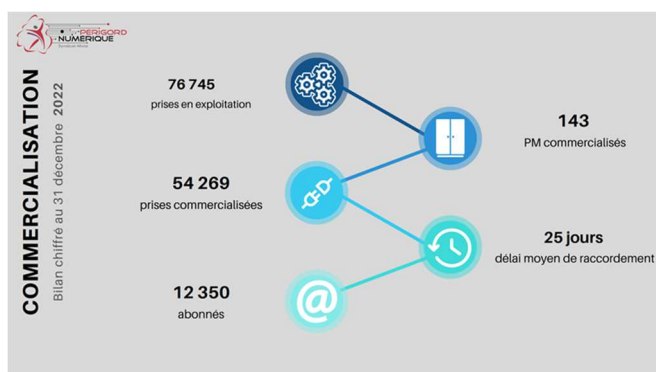 PÉRIGORD
NUMÉRIQUE
COMMERCIALISATION
Bilan chiffré au 31 décembre 2022
76 745
prises en exploitation
143
PM commercialisés
54 269
prises commercialisées
25 jours
délai moyen de raccordement
12 350
abonnés